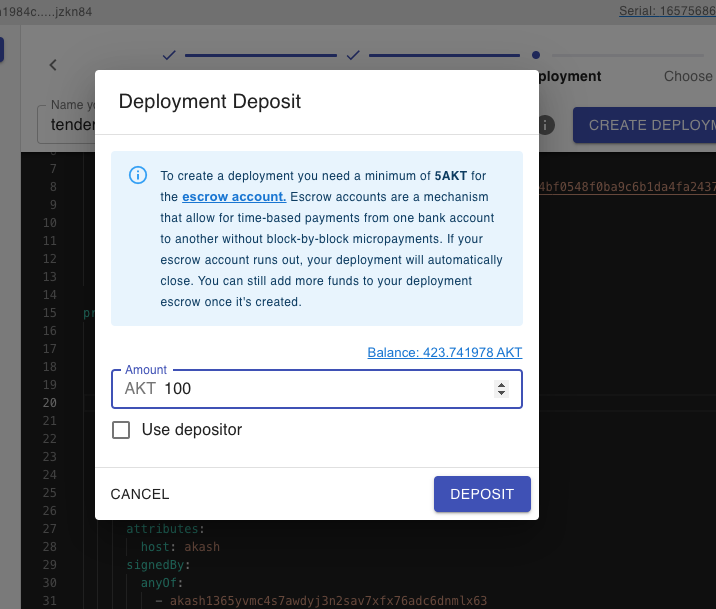 1984c.....jzkn84
Serial: 16575686
ployment
Choose
Name yo
tender
CREATE DEPLOYM
Deployment Deposit
To create a deployment you need a minimum of 5AKT for
the escrow account. Escrow accounts are a mechanism
that allow for time-based payments from one bank account
to another without block-by-block micropayments. If your
escrow account runs out, your deployment will automatically
close. You can still add more funds to your deployment
escrow once it's created.
Balance: 423.741978 AKT
Amount
AKT 100
Use depositor
CANCEL
DEPOSIT
6
7
8 4bf0548f0ba9c6b1da4fa2437
9
10
11
12
13
14
15 pr
16
17
18
19
20
21
22
23
24
25
26
27 attributes:
28 host: akash
29 signedBy:
30 anyOf:
31 - akash1365yvmc4s7awdyj3n2sav7xfx76adc6dnmlx63